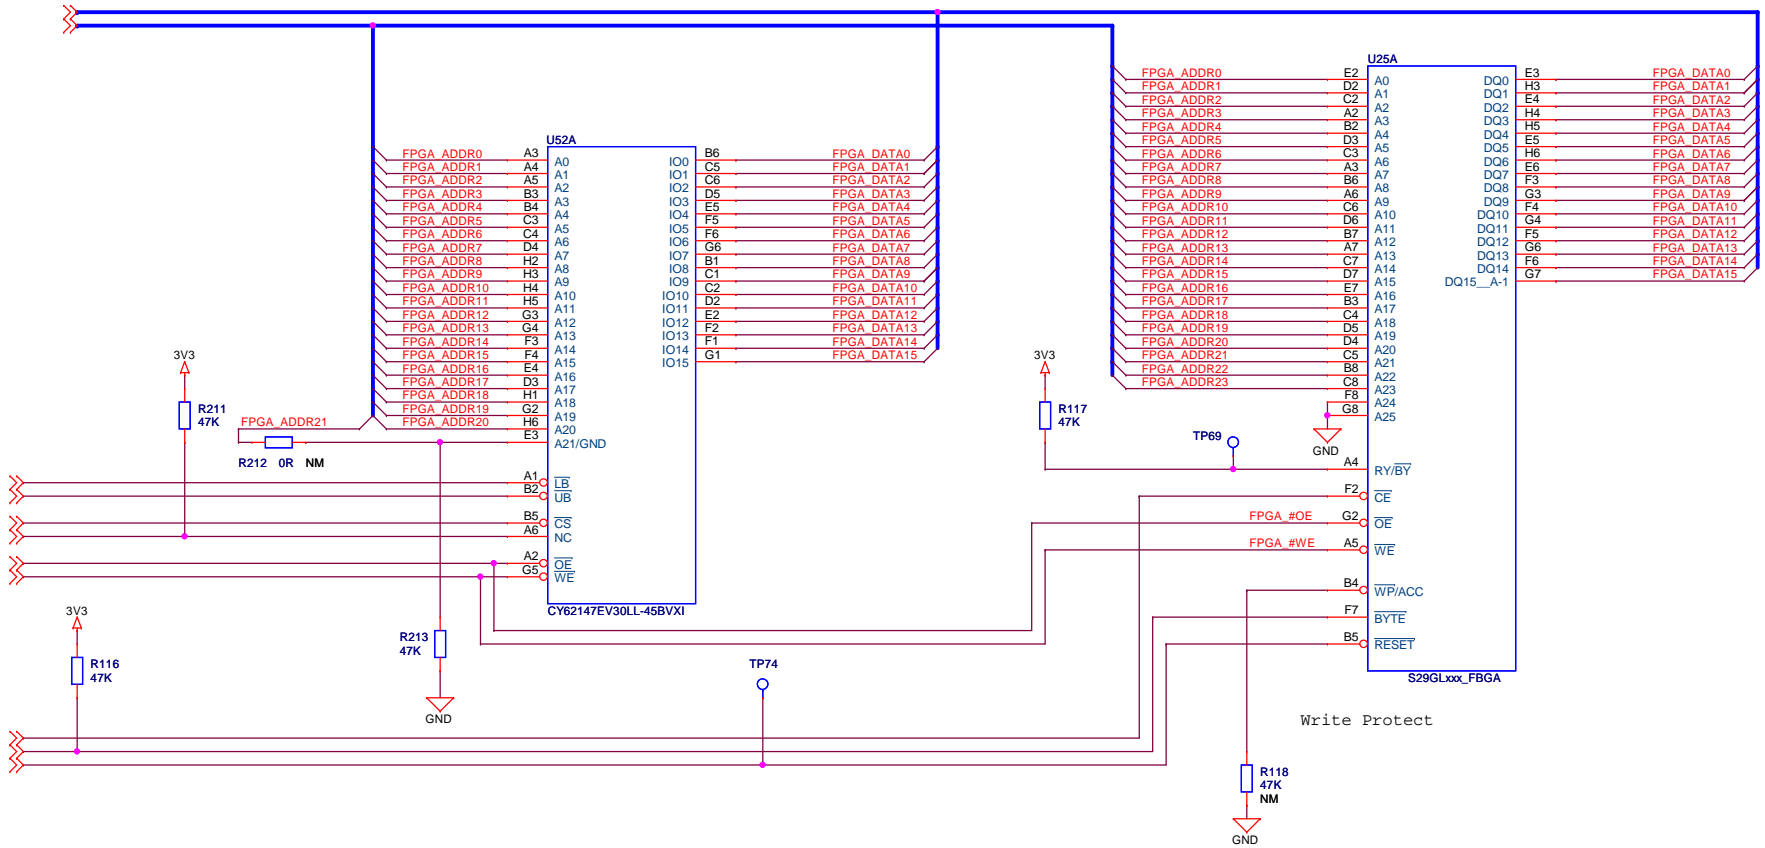 U52A
FPGA_ADDR0 A3 A0 IO0 B6 FPGA_DATA0
FPGA_ADDR1 A4 A1 IO1 C5 FPGA_DATA1
FPGA_ADDR2 A5 A2 IO2 C6 FPGA_DATA2
FPGA_ADDR3 B3 A3 IO3 D5 FPGA_DATA3
FPGA_ADDR4 B4 A4 IO4 E5 FPGA_DATA4
FPGA_ADDR5 C3 A5 IO5 F5 FPGA_DATA5
FPGA_ADDR6 C4 A6 IO6 F6 FPGA_DATA6
FPGA_ADDR7 D4 A7 IO7 G6 FPGA_DATA7
FPGA_ADDR8 H2 A8 IO8 B1 FPGA_DATA8
FPGA_ADDR9 H3 A9 IO9 C1 FPGA_DATA9
FPGA_ADDR10 H4 A10 IO10 C2 FPGA_DATA10
FPGA_ADDR11 H5 A11 IO11 D2 FPGA_DATA11
FPGA_ADDR12 G3 A12 IO12 E2 FPGA_DATA12
FPGA_ADDR13 G4 A13 IO13 F2 FPGA_DATA13
FPGA_ADDR14 F3 A14 IO14 F1 FPGA_DATA14
FPGA_ADDR15 F4 A15 IO15 G1 FPGA_DATA15
FPGA_ADDR16 E4 A16
FPGA_ADDR17 D3 A17
FPGA_ADDR18 H1 A18
FPGA_ADDR19 G2 A19
FPGA_ADDR20 H6 A20
E3 A21/GND
3V3
R211
47K
FPGA_ADDR21
R212 0R NM
A1 LB
B2 UB
B5 CS
A6 NC
A2 OE
G5 WE
CY62147EV30LL-45BVXI
3V3
R116
47K
R213
47K
GND
TP74
U25A
FPGA_ADDR0 E2 A0 DQ0 E3 FPGA_DATA0
FPGA_ADDR1 D2 A1 DQ1 H3 FPGA_DATA1
FPGA_ADDR2 C2 A2 DQ2 E4 FPGA_DATA2
FPGA_ADDR3 A2 A3 DQ3 H4 FPGA_DATA3
FPGA_ADDR4 B2 A4 DQ4 H5 FPGA_DATA4
FPGA_ADDR5 D3 A5 DQ5 E5 FPGA_DATA5
FPGA_ADDR6 C3 A6 DQ6 H6 FPGA_DATA6
FPGA_ADDR7 A3 A7 DQ7 E6 FPGA_DATA7
FPGA_ADDR8 B6 A8 DQ8 F3 FPGA_DATA8
FPGA_ADDR9 A6 A9 DQ9 G3 FPGA_DATA9
FPGA_ADDR10 C6 A10 DQ10 F4 FPGA_DATA10
FPGA_ADDR11 D6 A11 DQ11 G4 FPGA_DATA11
FPGA_ADDR12 B7 A12 DQ12 F5 FPGA_DATA12
FPGA_ADDR13 A7 A13 DQ13 G6 FPGA_DATA13
FPGA_ADDR14 C7 A14 DQ14 F6 FPGA_DATA14
FPGA_ADDR15 D7 A15 DQ15__A-1 G7 FPGA_DATA15
FPGA_ADDR16 E7 A16
FPGA_ADDR17 B3 A17
FPGA_ADDR18 C4 A18
FPGA_ADDR19 D5 A19
FPGA_ADDR20 D4 A20
FPGA_ADDR21 C5 A21
FPGA_ADDR22 B8 A22
FPGA_ADDR23 C8 A23
F8 A24
G8 A25
GND
3V3
R117
47K
TP69
A4 RY/BY
F2 CE
FPGA_#OE G2 OE
FPGA_#WE A5 WE
B4 WP/ACC
F7 BYTE
B5 RESET
S29GLxxx_FBGA
Write Protect
R118
47K
NM
GND